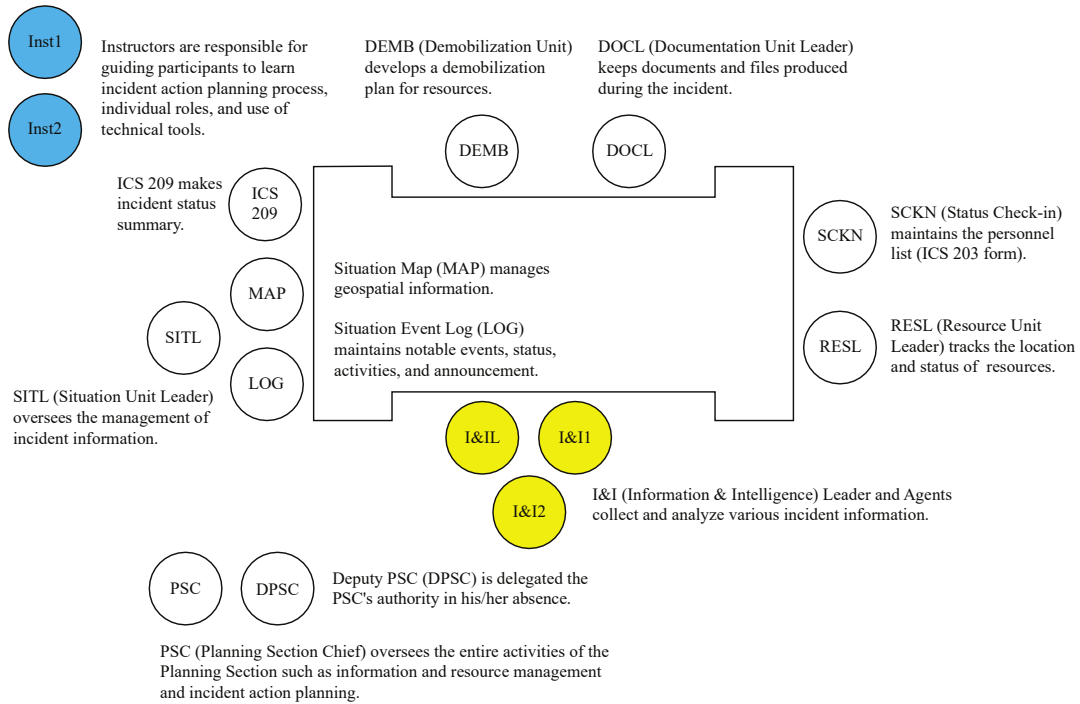 Inst1
Instructors are responsible for
guiding participants to learn
incident action planning process,
individual roles, and use of
technical tools.
Inst2
DEMB (Demobilization Unit)
develops a demobilization
plan for resources.
DOCL (Documentation Unit Leader)
keeps documents and files produced
during the incident.
DEMB
DOCL
ICS 209 makes
incident status
summary.
ICS
209
SCKN
SCKN (Status Check-in)
maintains the personnel
list (ICS 203 form).
MAP
Situation Map (MAP) manages
geospatial information.
SITL
Situation Event Log (LOG)
maintains notable events, status,
activities, and announcement.
RESL
RESL (Resource Unit
Leader) tracks the location
and status of resources.
LOG
SITL (Situation Unit Leader)
oversees the management of
incident information.
I&IL
I&I1
I&I2
I&I (Information & Intelligence) Leader and Agents
collect and analyze various incident information.
PSC
DPSC
Deputy PSC (DPSC) is delegated the
PSC's authority in his/her absence.
PSC (Planning Section Chief) oversees the entire activities of the
Planning Section such as information and resource management
and incident action planning.